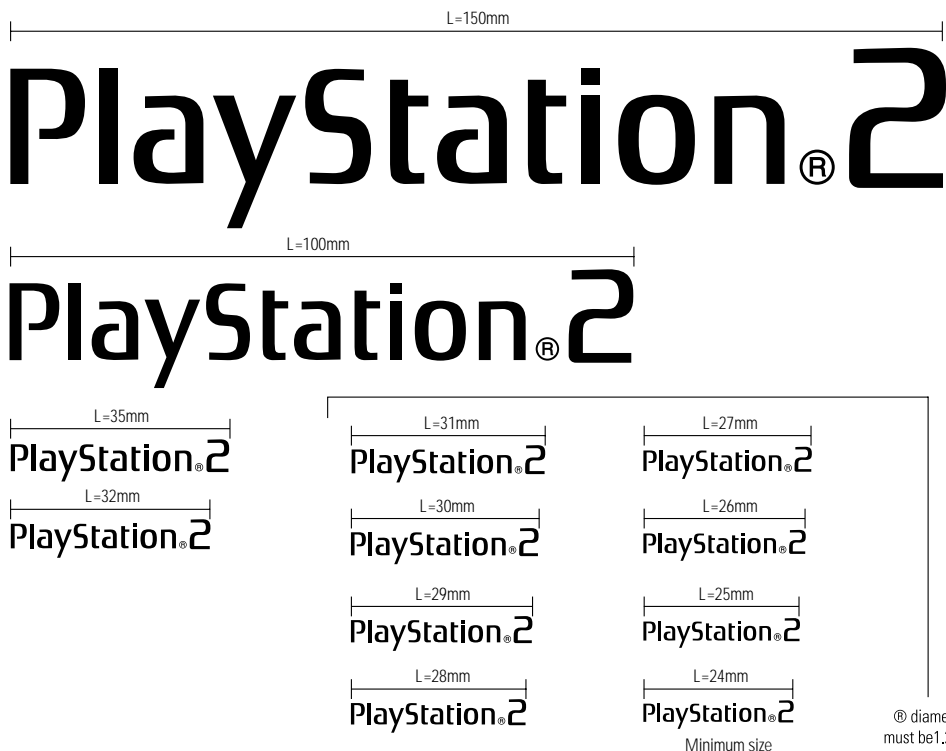 L=150mm
PlayStation®2
L=100mm
PlayStation®2
L=35mm
PlayStation®2
L=32mm
PlayStation®2
L=31mm
PlayStation®2
L=30mm
PlayStation®2
L=29mm
PlayStation®2
L=28mm
PlayStation®2
L=27mm
PlayStation®2
L=26mm
PlayStation®2
L=25mm
PlayStation®2
L=24mm
PlayStation®2
Minimum size
®
must be1.